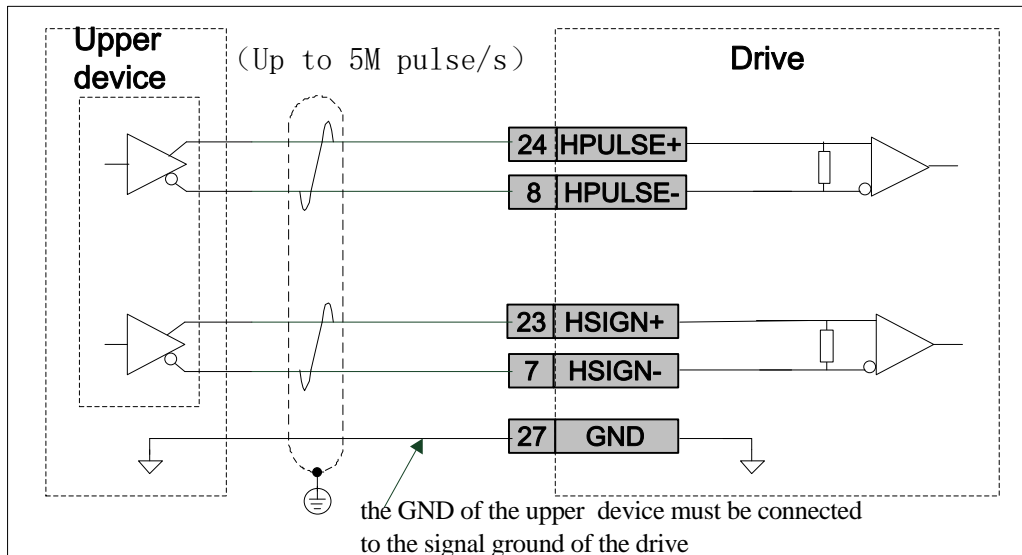 Upper
device
（Up to 5M pulse/s）
Drive
24 HPULSE+
8 HPULSE-
23 HSIGN+
7 HSIGN-
27 GND
the GND of the upper device must be connected
to the signal ground of the drive